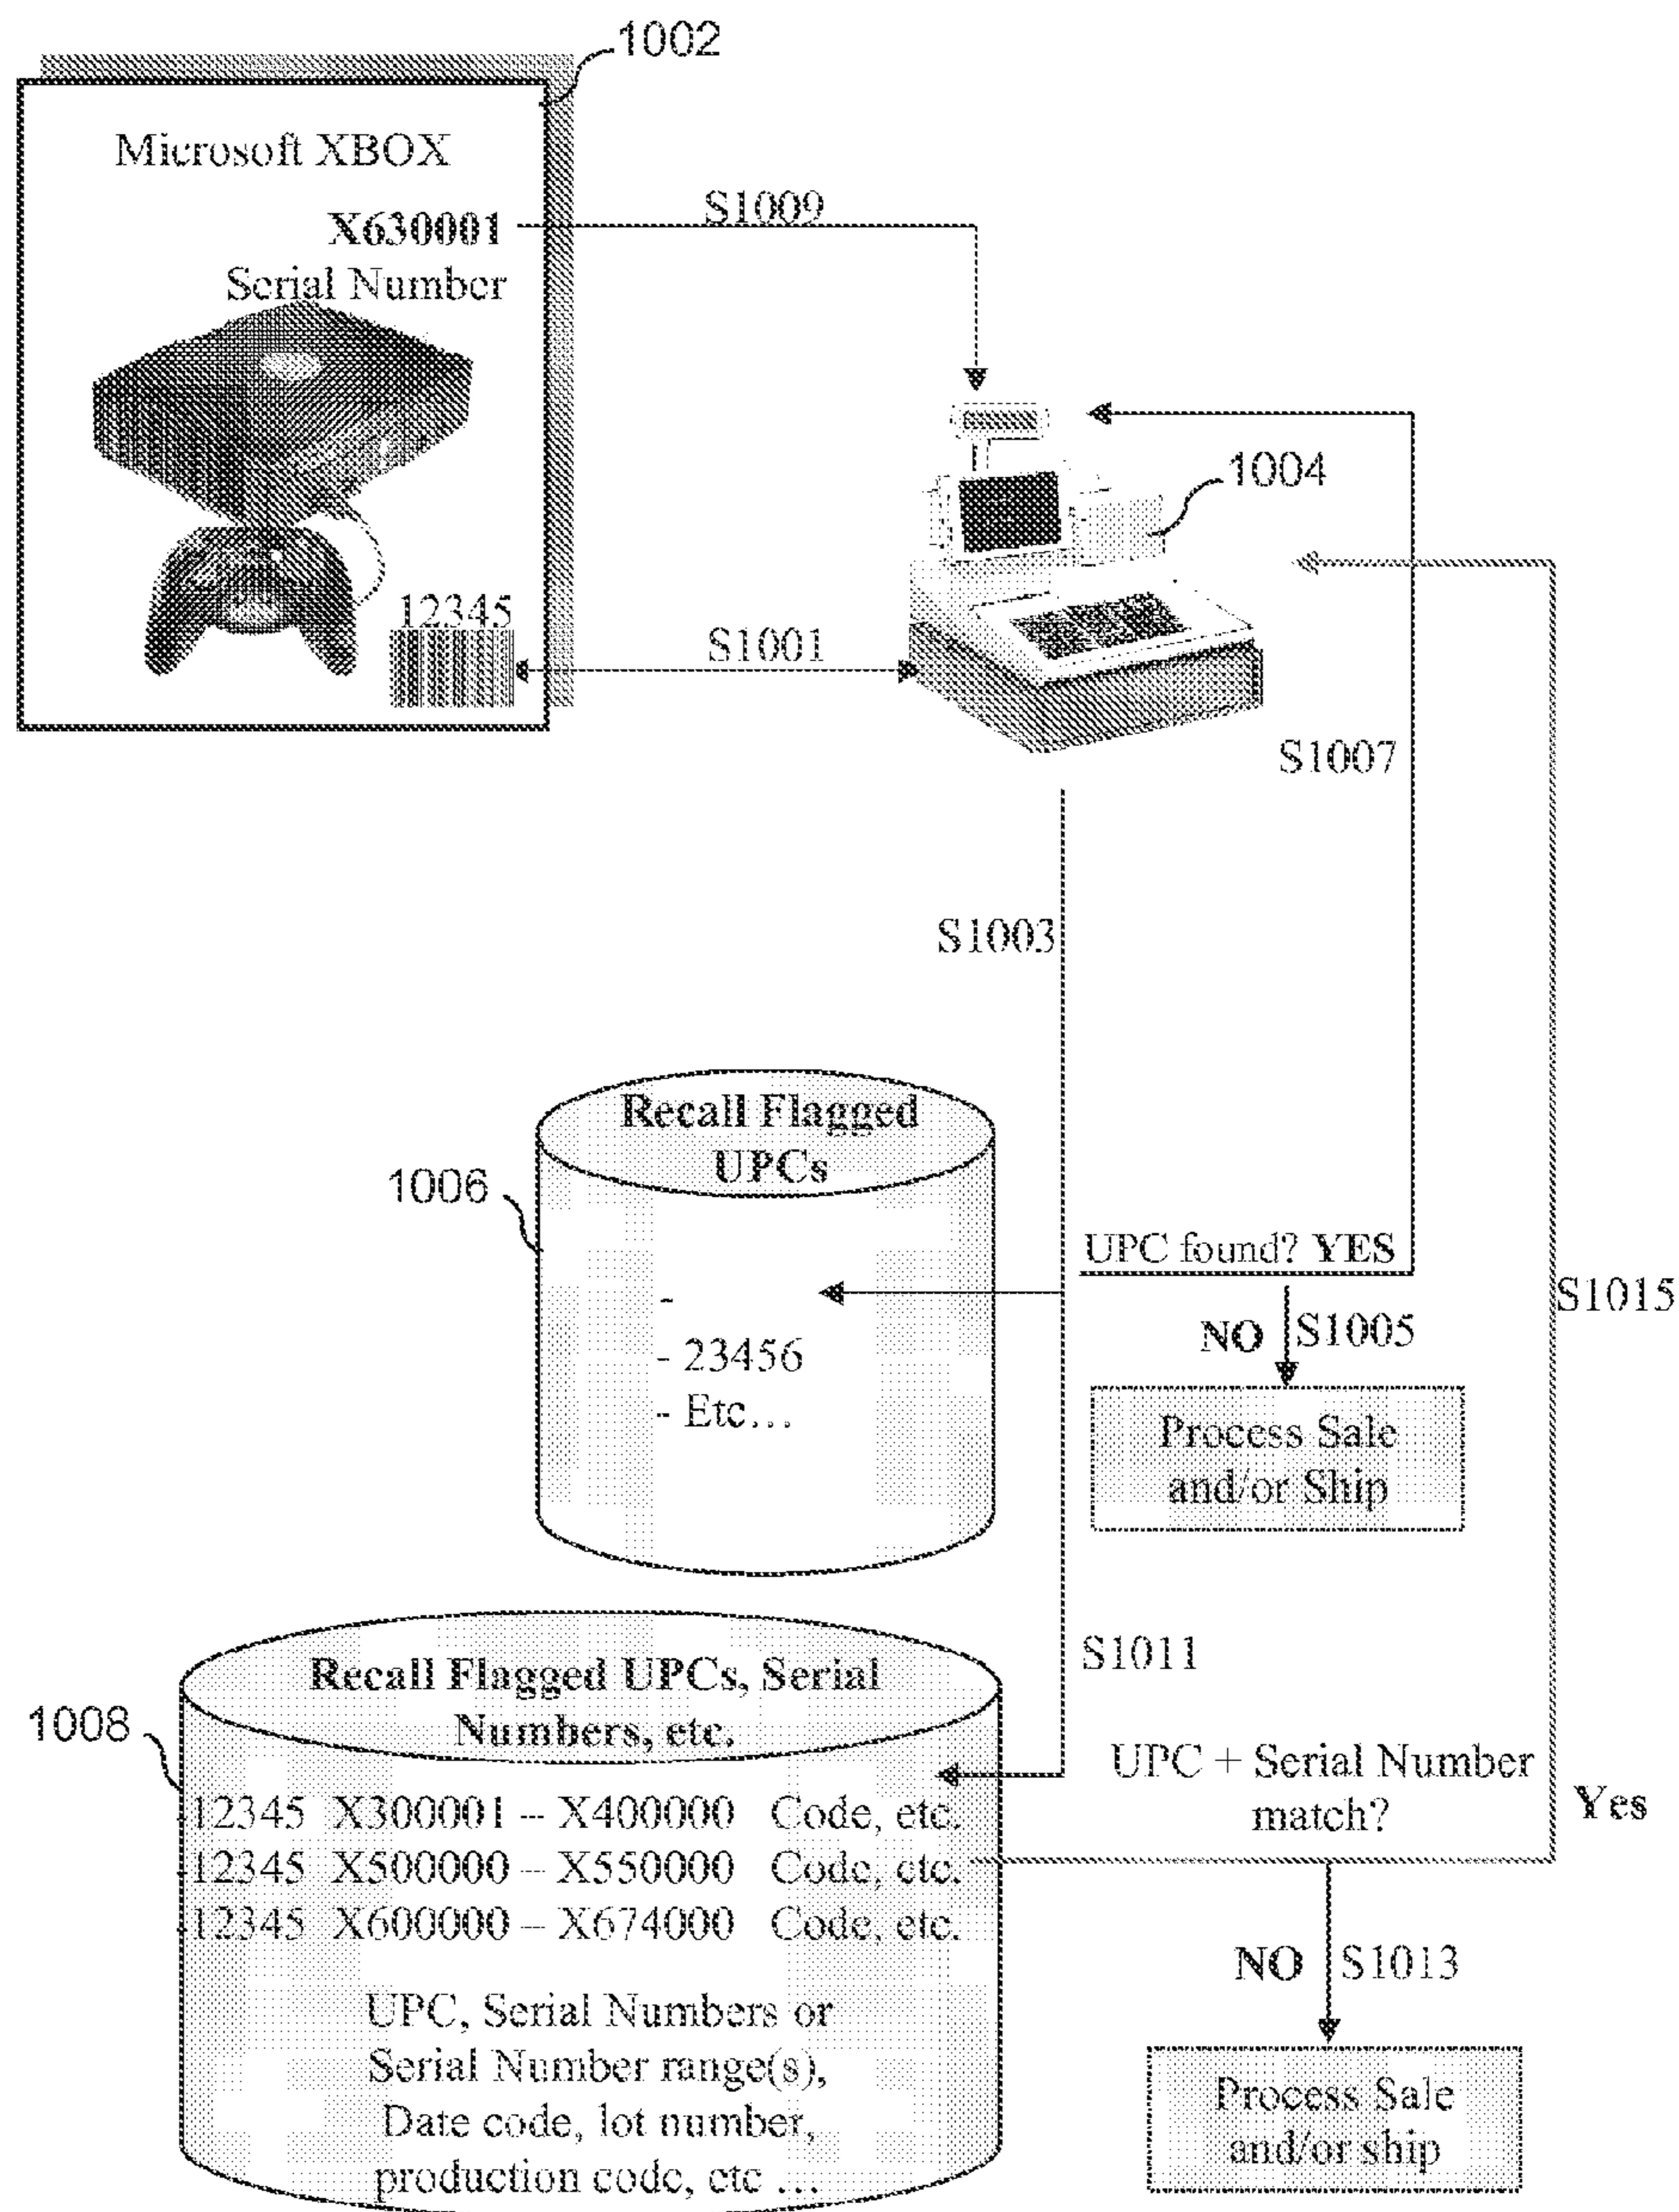 1002
Microsoft XBOX
X630001
Serial Number
S1009
1004
12345
S1001
S1007
S1003
Recall Flagged
UPCs
1006
UPC found? YES
-
- 23456
- Etc...
NO S1005
S1015
Process Sale
and/or Ship
S1011
Recall Flagged UPCs, Serial
Numbers, etc.
1008
UPC + Serial Number
match?
Yes
-12345 X300001 -- X400000 Code, etc.
-12345 X500000 -- X550000 Code, etc.
-12345 X600000 -- X674000 Code, etc.
NO S1013
UPC, Serial Numbers or
Serial Number range(s),
Date code, lot number,
production code, etc ...
Process Sale
and/or ship